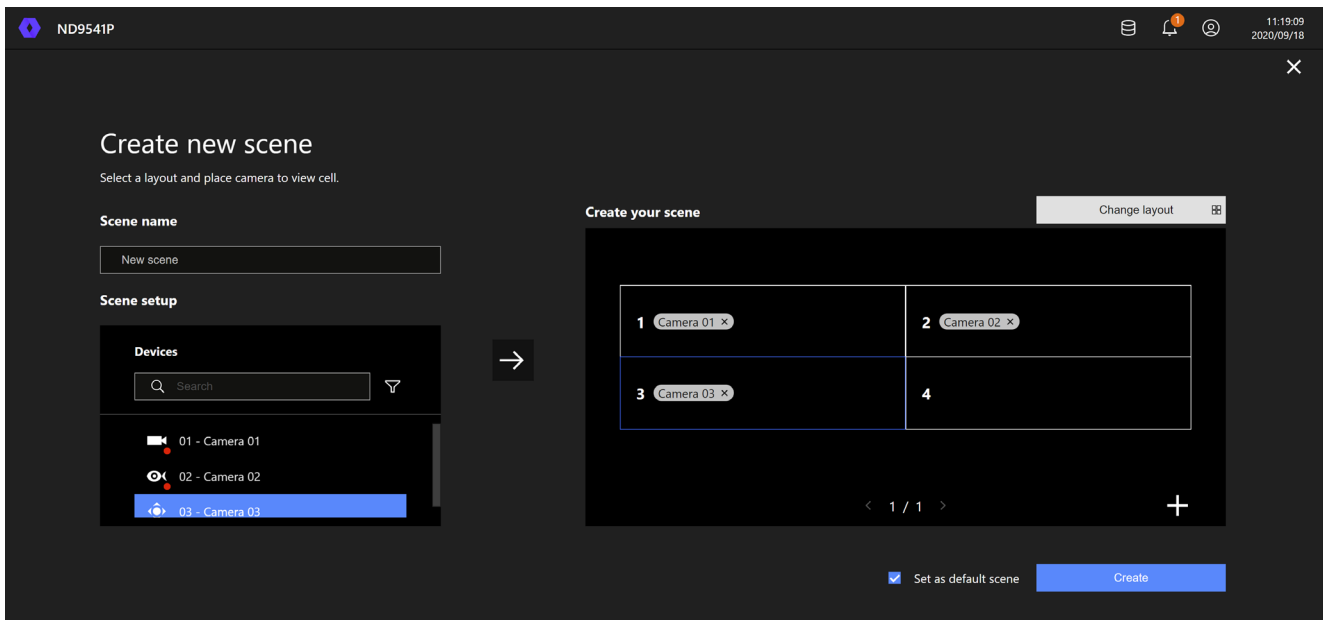 ND9541P
1
11:19:09
2020/09/18
Create new scene
Select a layout and place camera to view cell.
Scene name
New scene
Scene setup
Devices
Search
01 - Camera 01
02 - Camera 02
03 - Camera 03
Create your scene
Change layout
1 Camera 01 ×
2 Camera 02 ×
3 Camera 03 ×
4
< 1 / 1 >
Set as default scene
Create